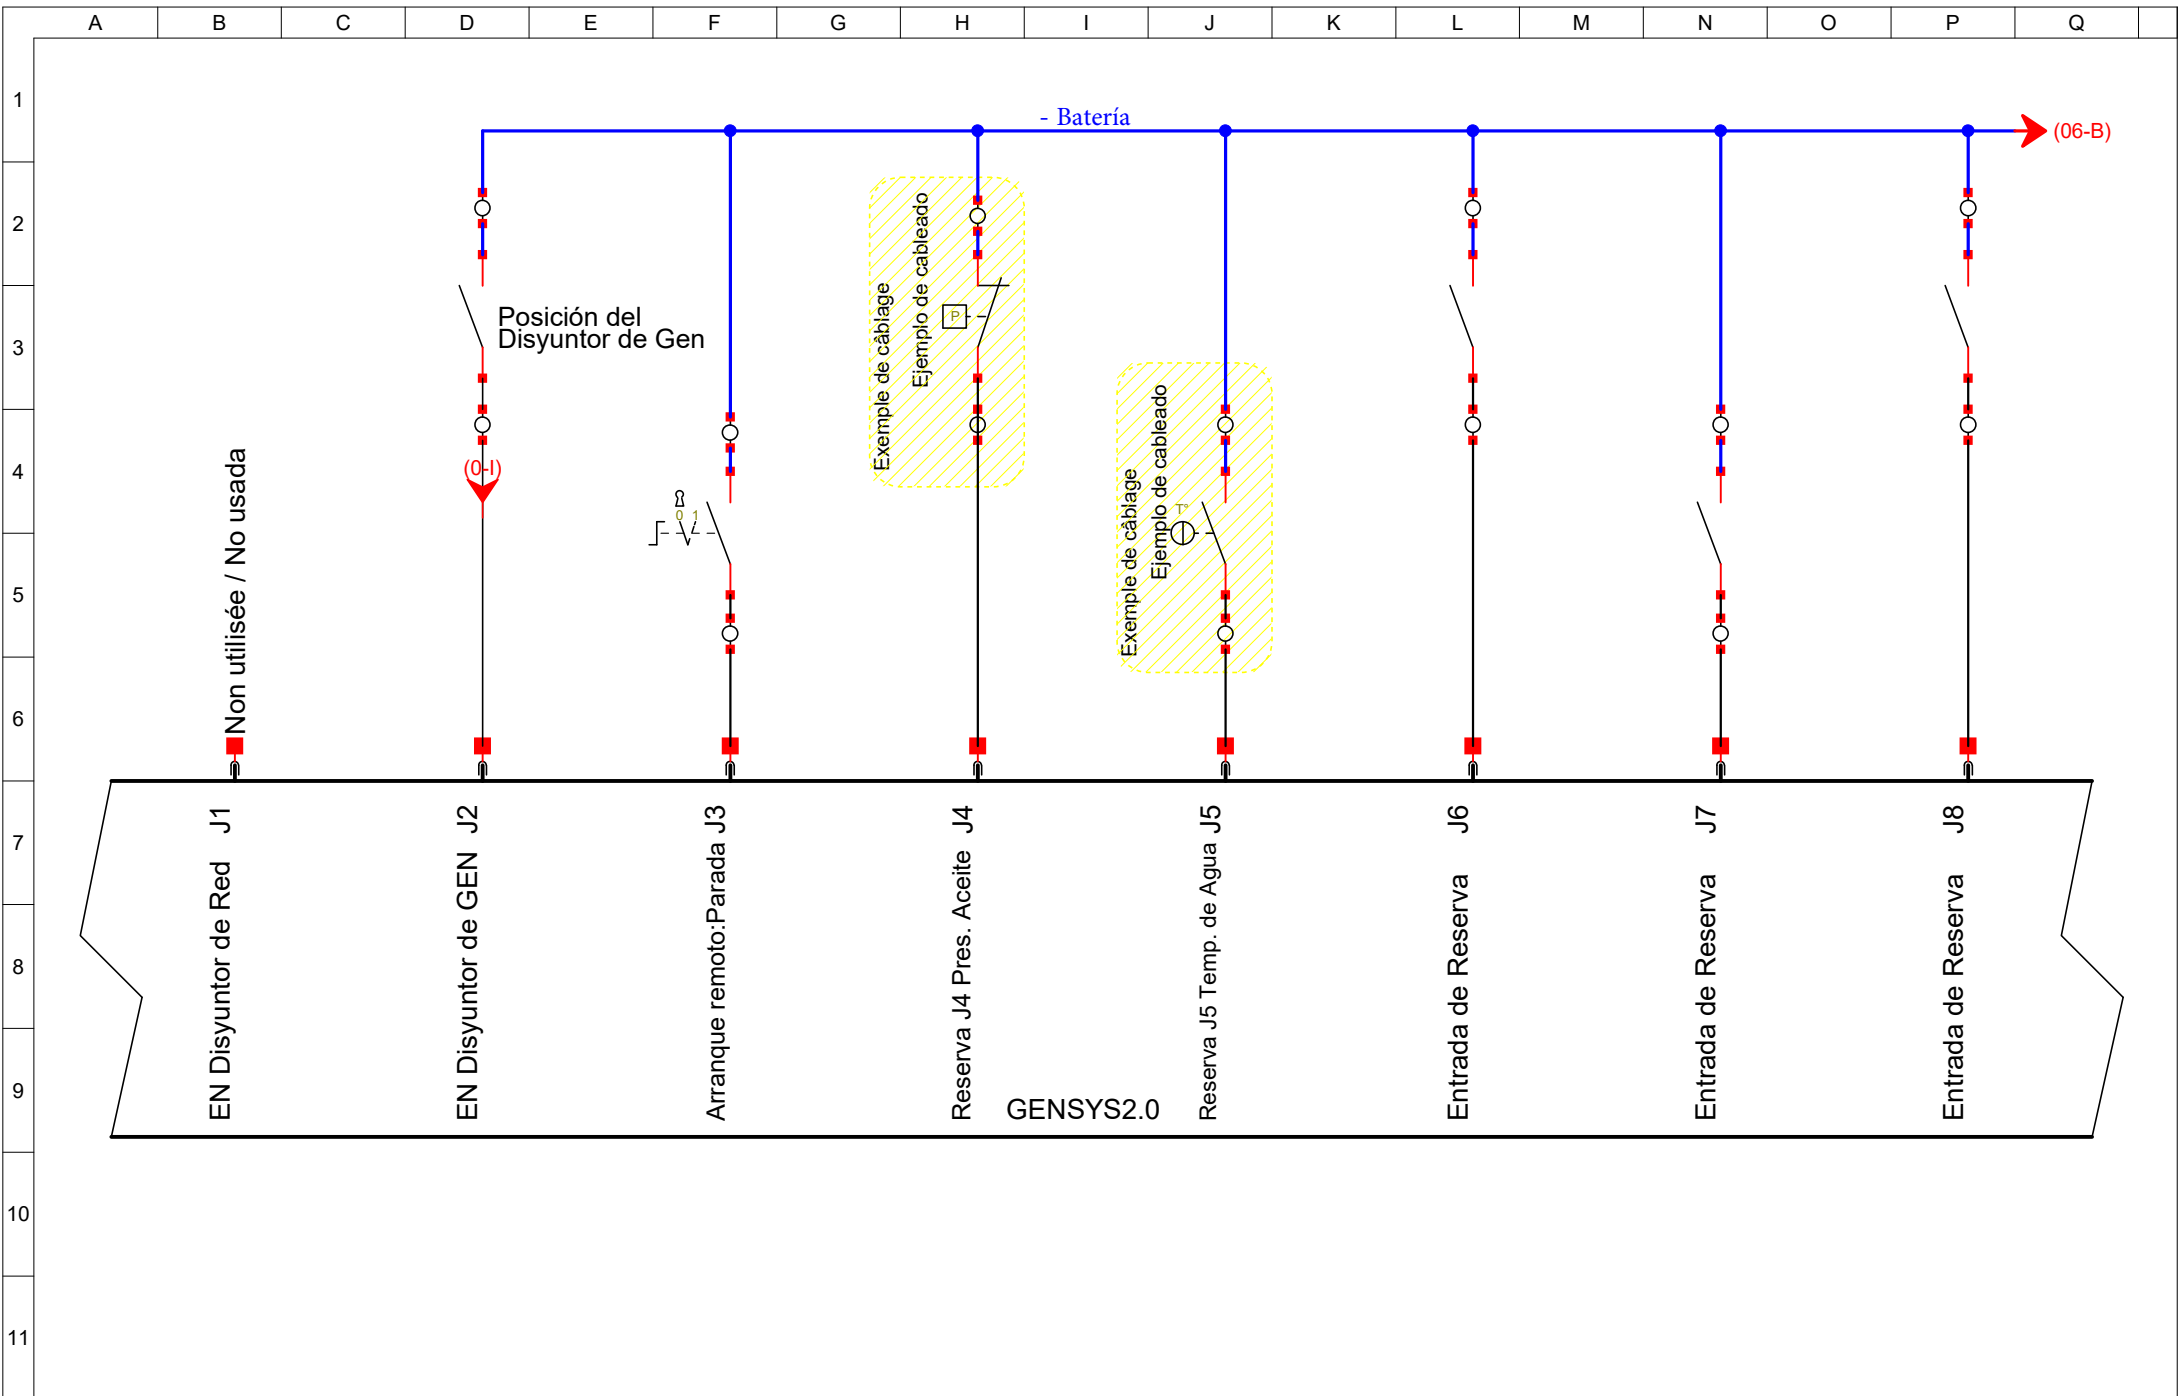 A B C D E F G H I J K L M N O P Q
1
2
3
4
5
6
7
8
9
10
11
- Batería
(06-B)
Posición del
Disyuntor de Gen
(0-I)
0 1
P
T°
Exemple de câblage
Ejemplo de cableado
Exemple de câblage
Ejemplo de cableado
Non utilisée / No usada
EN Disyuntor de Red J1
EN Disyuntor de GEN J2
Arranque remoto:Parada J3
Reserva J4 Pres. Aceite J4
Reserva J5 Temp. de Agua J5
Entrada de Reserva J6
Entrada de Reserva J7
Entrada de Reserva J8
GENSYS2.0